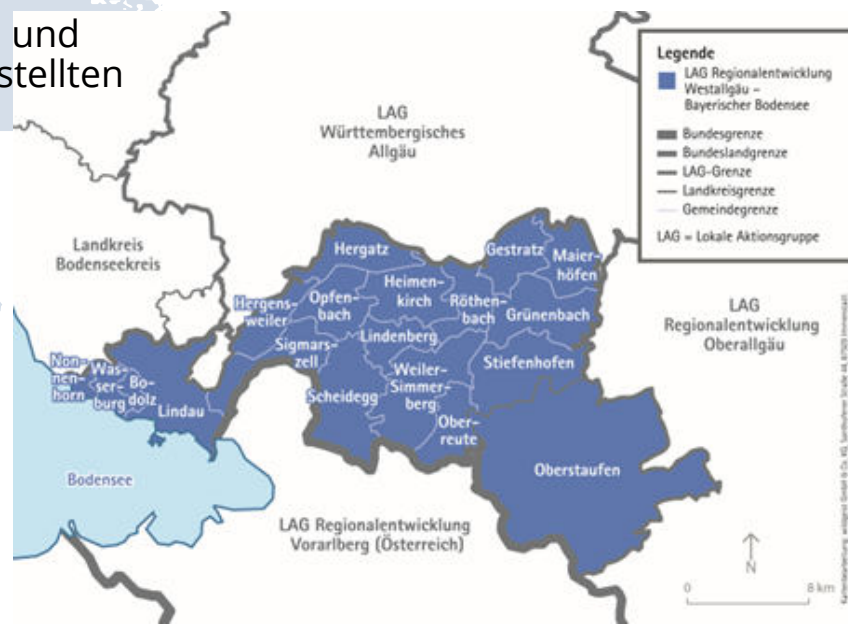 und
stellten
Legende
LAG Regionalentwicklung
Westallgäu –
Bayerischer Bodensee
Bundesgrenze
Bundeslandgrenze
LAG-Grenze
Landkreisgrenze
Gemeindegrenze
LAG = Lokale Aktionsgruppe
LAG
Württembergisches
Allgäu
Landkreis
Bodenseekreis
LAG
Regionalentwicklung
Oberallgäu
Hergatz
Gestratz
Maier-
höfen
Heimen-
kirch
Hergens-
weiler
Opfen-
bach
Röthen-
bach
Grünenbach
Lindenberg
Sigmars-
zell
Stiefenhofen
Weiler-
Simmer-
berg
Scheidegg
Ober-
reute
Non-
nen-
horn
Was-
ser-
burg
Bo-
dolz
Lindau
Oberstaufen
Bodensee
LAG Regionalentwicklung
Vorarlberg (Österreich)
N
0
8 km